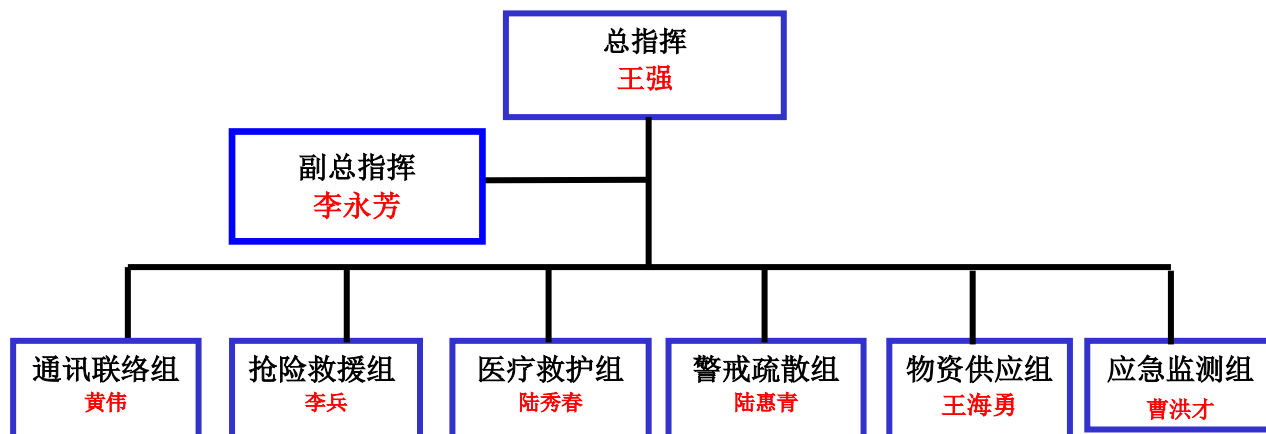 总指挥
王强
副总指挥
李永芳
通讯联络组
黄伟
抢险救援组
李兵
医疗救护组
陆秀春
警戒疏散组
陆惠青
物资供应组
王海勇
应急监测组
曹洪才